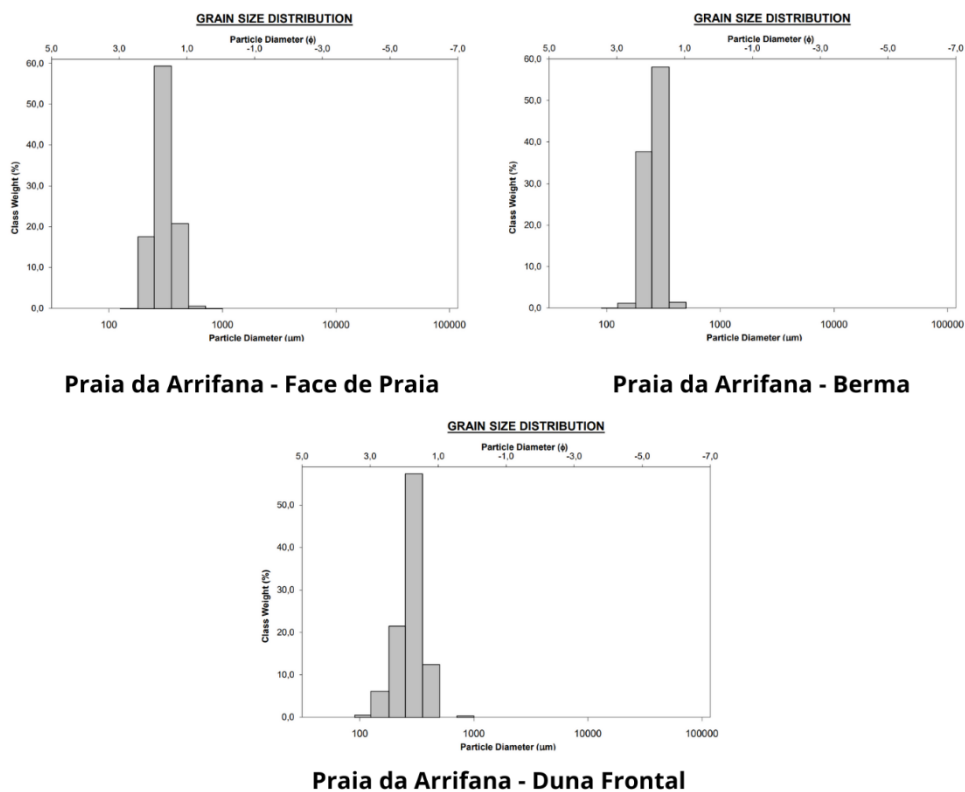 GRAIN SIZE DISTRIBUTION
Particle Diameter (ϕ)
5,0 3,0 1,0 -1,0 -3,0 -5,0 -7,0
60,0
50,0
40,0
30,0
20,0
10,0
0,0
Class Weight (%)
100 1000 10000 100000
Particle Diameter (µm)
Praia da Arrifana - Face de Praia
GRAIN SIZE DISTRIBUTION
Particle Diameter (ϕ)
5,0 3,0 1,0 -1,0 -3,0 -5,0 -7,0
60,0
50,0
40,0
30,0
20,0
10,0
0,0
Class Weight (%)
100 1000 10000 100000
Particle Diameter (µm)
Praia da Arrifana - Berma
GRAIN SIZE DISTRIBUTION
Particle Diameter (ϕ)
5,0 3,0 1,0 -1,0 -3,0 -5,0 -7,0
50,0
40,0
30,0
20,0
10,0
0,0
Class Weight (%)
100 1000 10000 100000
Particle Diameter (µm)
Praia da Arrifana - Duna Frontal